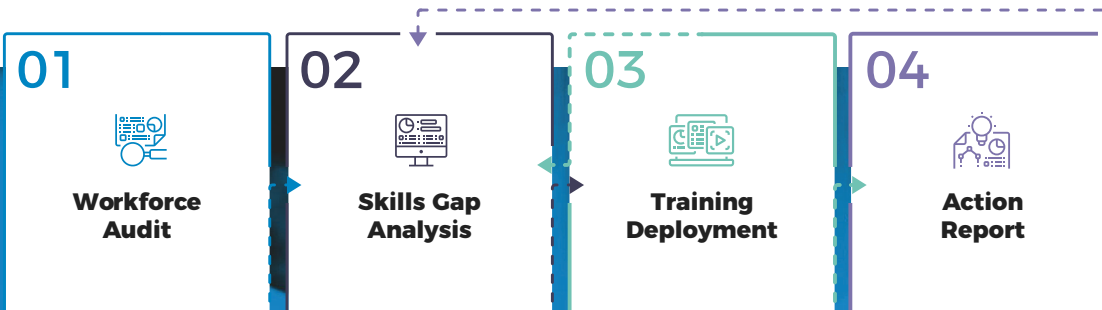 01
Workforce
Audit
02
Skills Gap
Analysis
03
Training
Deployment
04
Action
Report